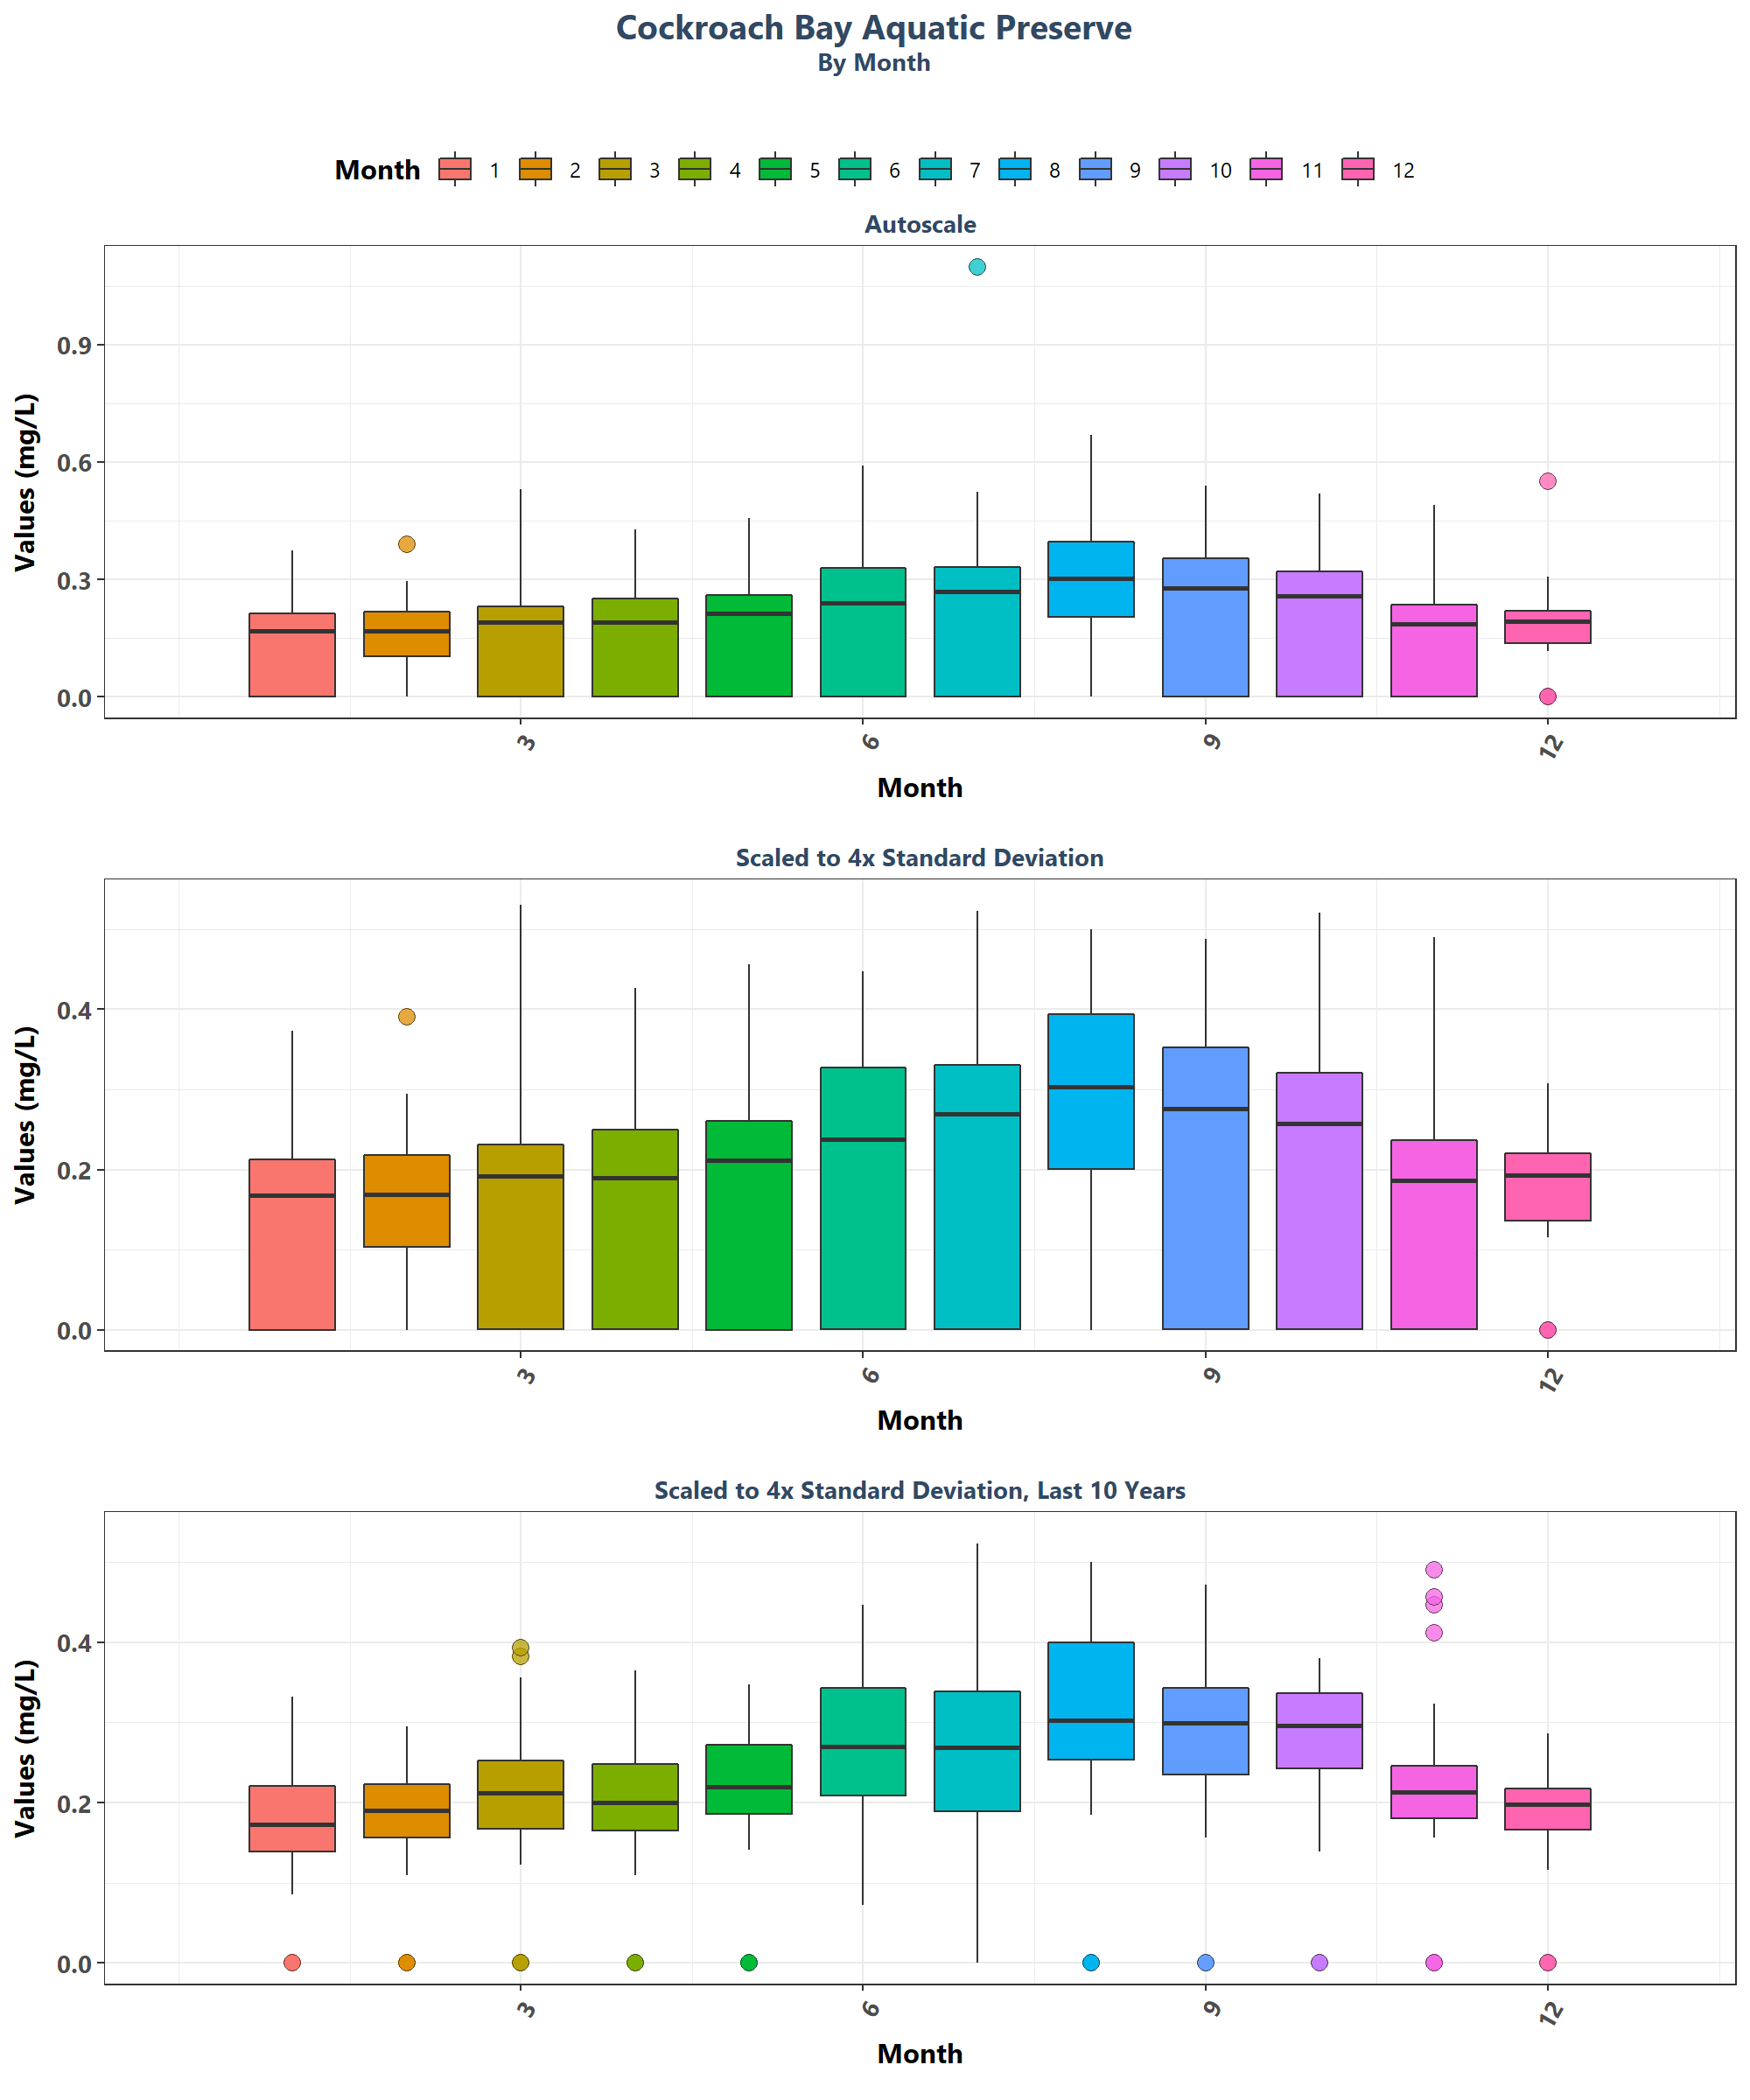 Cockroach Bay Aquatic Preserve
By Month
Month 1 2 3 4 5 6 7 8 9 10 11 12
Autoscale
Values (mg/L)
0.9
0.6
0.3
0.0
3 6 9 12
Month
Scaled to 4x Standard Deviation
Values (mg/L)
0.4
0.2
0.0
3 6 9 12
Month
Scaled to 4x Standard Deviation, Last 10 Years
Values (mg/L)
0.4
0.2
0.0
3 6 9 12
Month